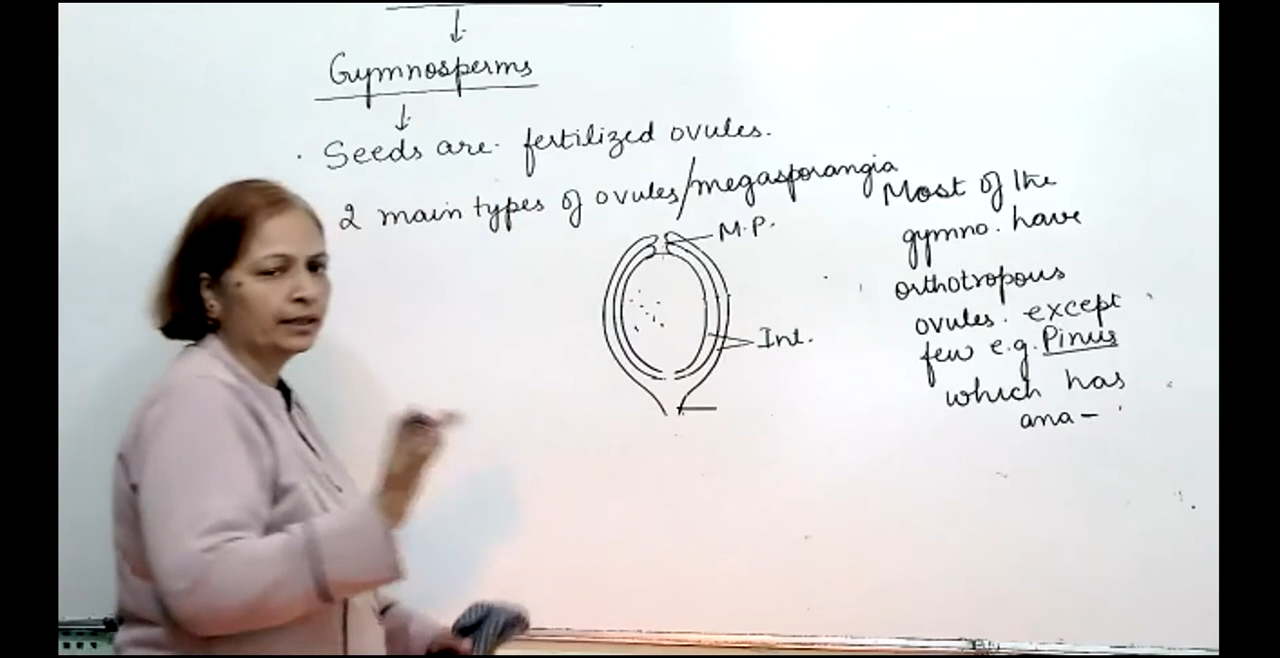 Gymnosperms
Seeds are fertilized ovules.
2 main types of ovules/megasporangia
M.P.
Int.
Most of the
gymno. have
orthotropous
ovules. except
few e.g. Pinus
which has
ana-